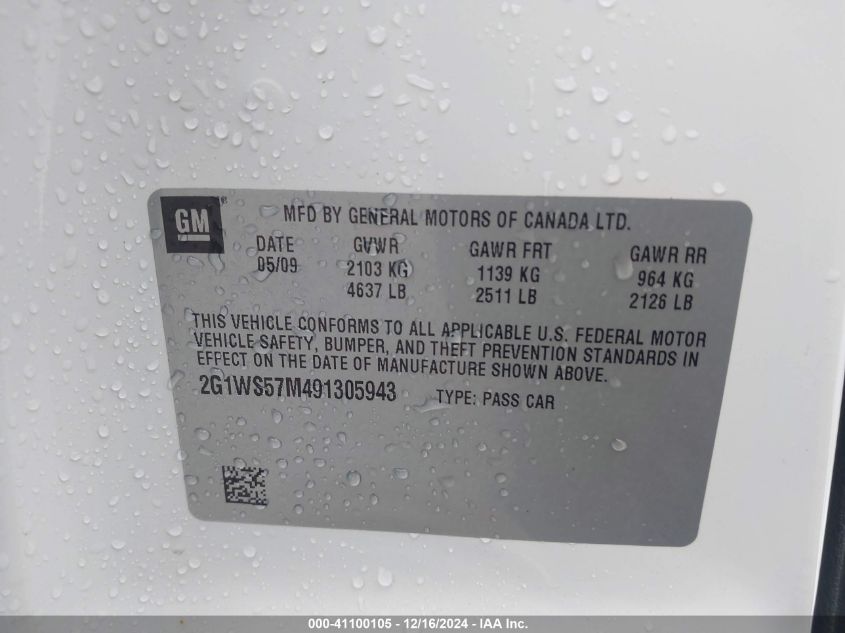 GM®
MFD BY GENERAL MOTORS OF CANADA LTD.
DATE GVWR GAWR FRT GAWR RR
05/09 2103 KG 1139 KG 964 KG
4637 LB 2511 LB 2126 LB
THIS VEHICLE CONFORMS TO ALL APPLICABLE U.S. FEDERAL MOTOR
VEHICLE SAFETY, BUMPER, AND THEFT PREVENTION STANDARDS IN
EFFECT ON THE DATE OF MANUFACTURE SHOWN ABOVE.
2G1WS57M491305943 TYPE: PASS CAR
000-41100105 - 12/16/2024 - IAA Inc.